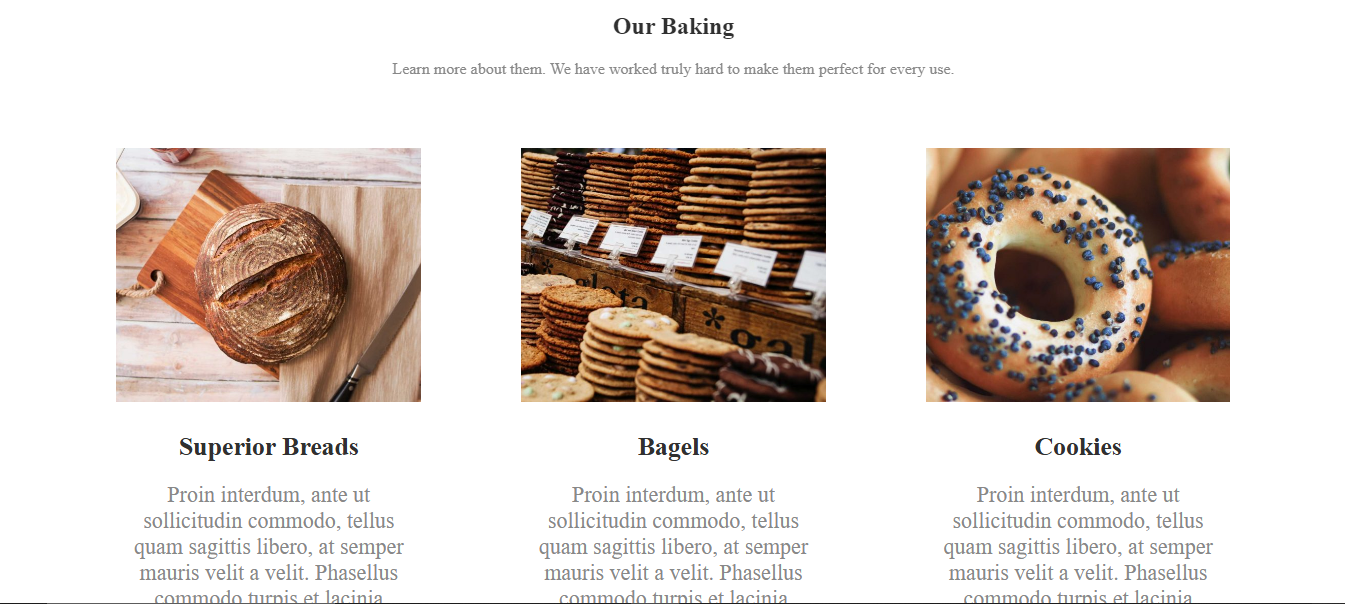 Our Baking
Learn more about them. We have worked truly hard to make them perfect for every use.
galeta
*gale
Superior Breads
Bagels
Cookies
Proin interdum, ante ut
sollicitudin commodo, tellus
quam sagittis libero, at semper
mauris velit a velit. Phasellus
commodo turpis et lacinia
Proin interdum, ante ut
sollicitudin commodo, tellus
quam sagittis libero, at semper
mauris velit a velit. Phasellus
commodo turpis et lacinia
Proin interdum, ante ut
sollicitudin commodo, tellus
quam sagittis libero, at semper
mauris velit a velit. Phasellus
commodo turpis et lacinia